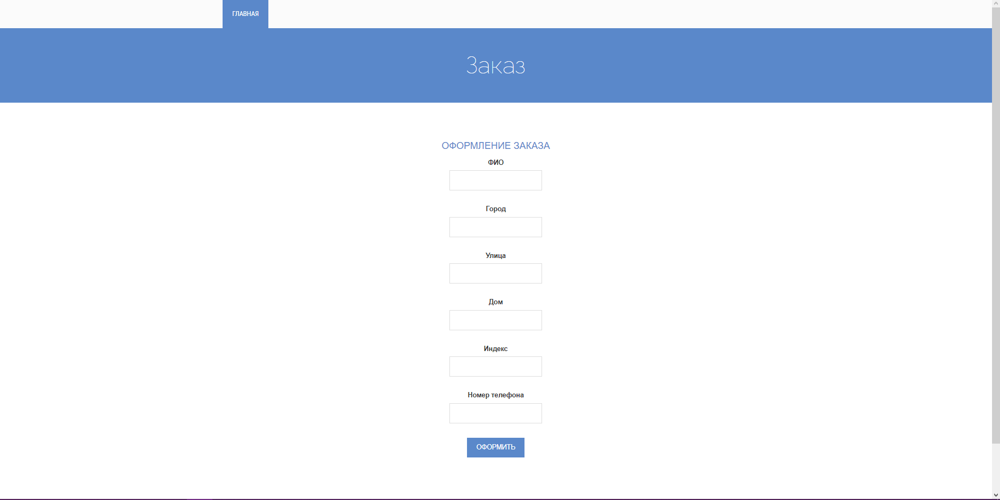 ГЛАВНАЯ
Заказ
ОФОРМЛЕНИЕ ЗАКАЗА
ФИО
Город
Улица
Дом
Индекс
Номер телефона
ОФОРМИТЬ